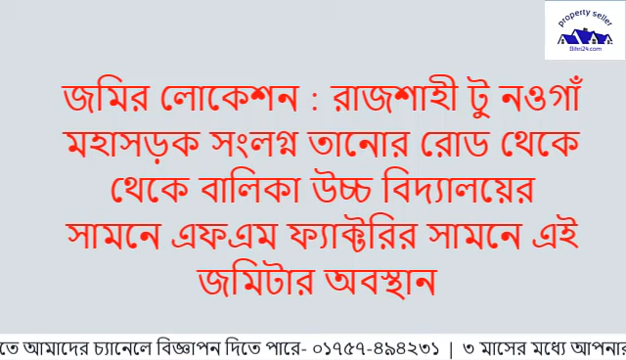 property seller
Bifei24.com
জমির লোকেশন : রাজশাহী টু নওগাঁ
মহাসড়ক সংলগ্ন তানোর রোড থেকে
থেকে বালিকা উচ্চ বিদ্যালয়ের
সামনে এফএম ফ্যাক্টরির সামনে এই
জমিটার অবস্থান
তে আমাদের চ্যানেলে বিজ্ঞাপন দিতে পারে- ০১৭৫৭-৪৯৪২৩১ | ৩ মাসের মধ্যে আপনার